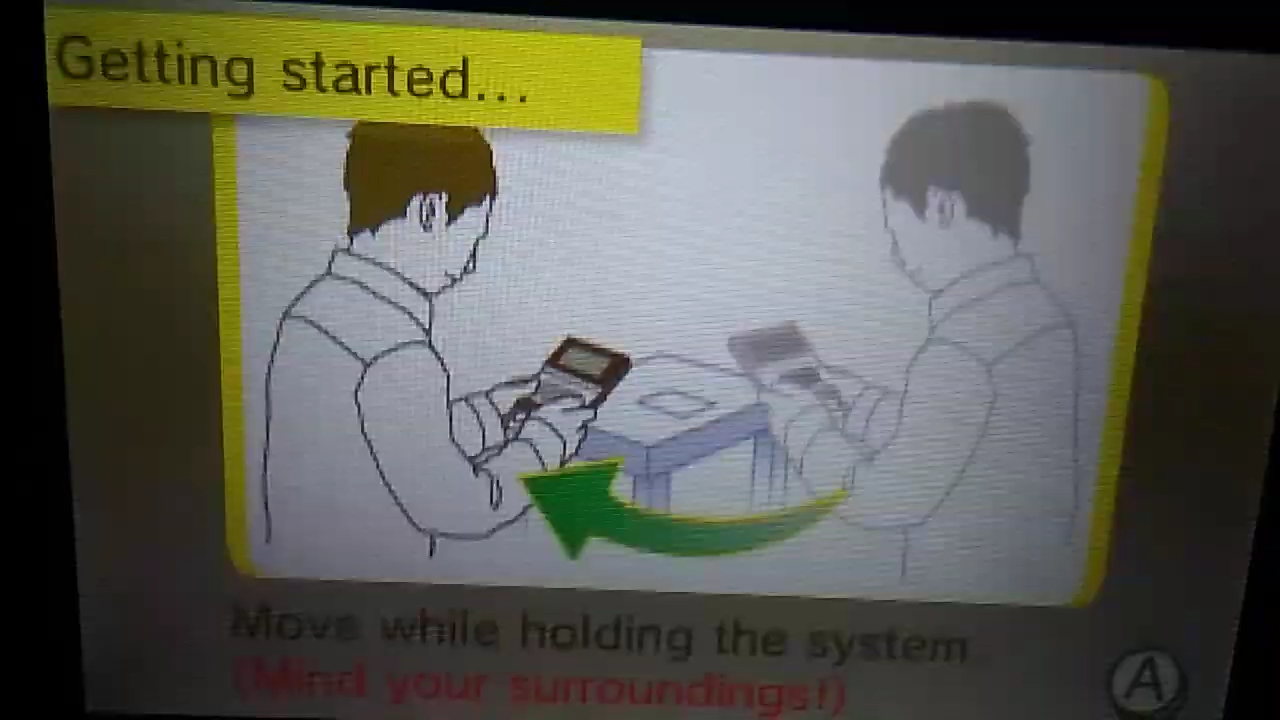 Getting started...
Move while holding the system
(Mind your surroundings!)
A